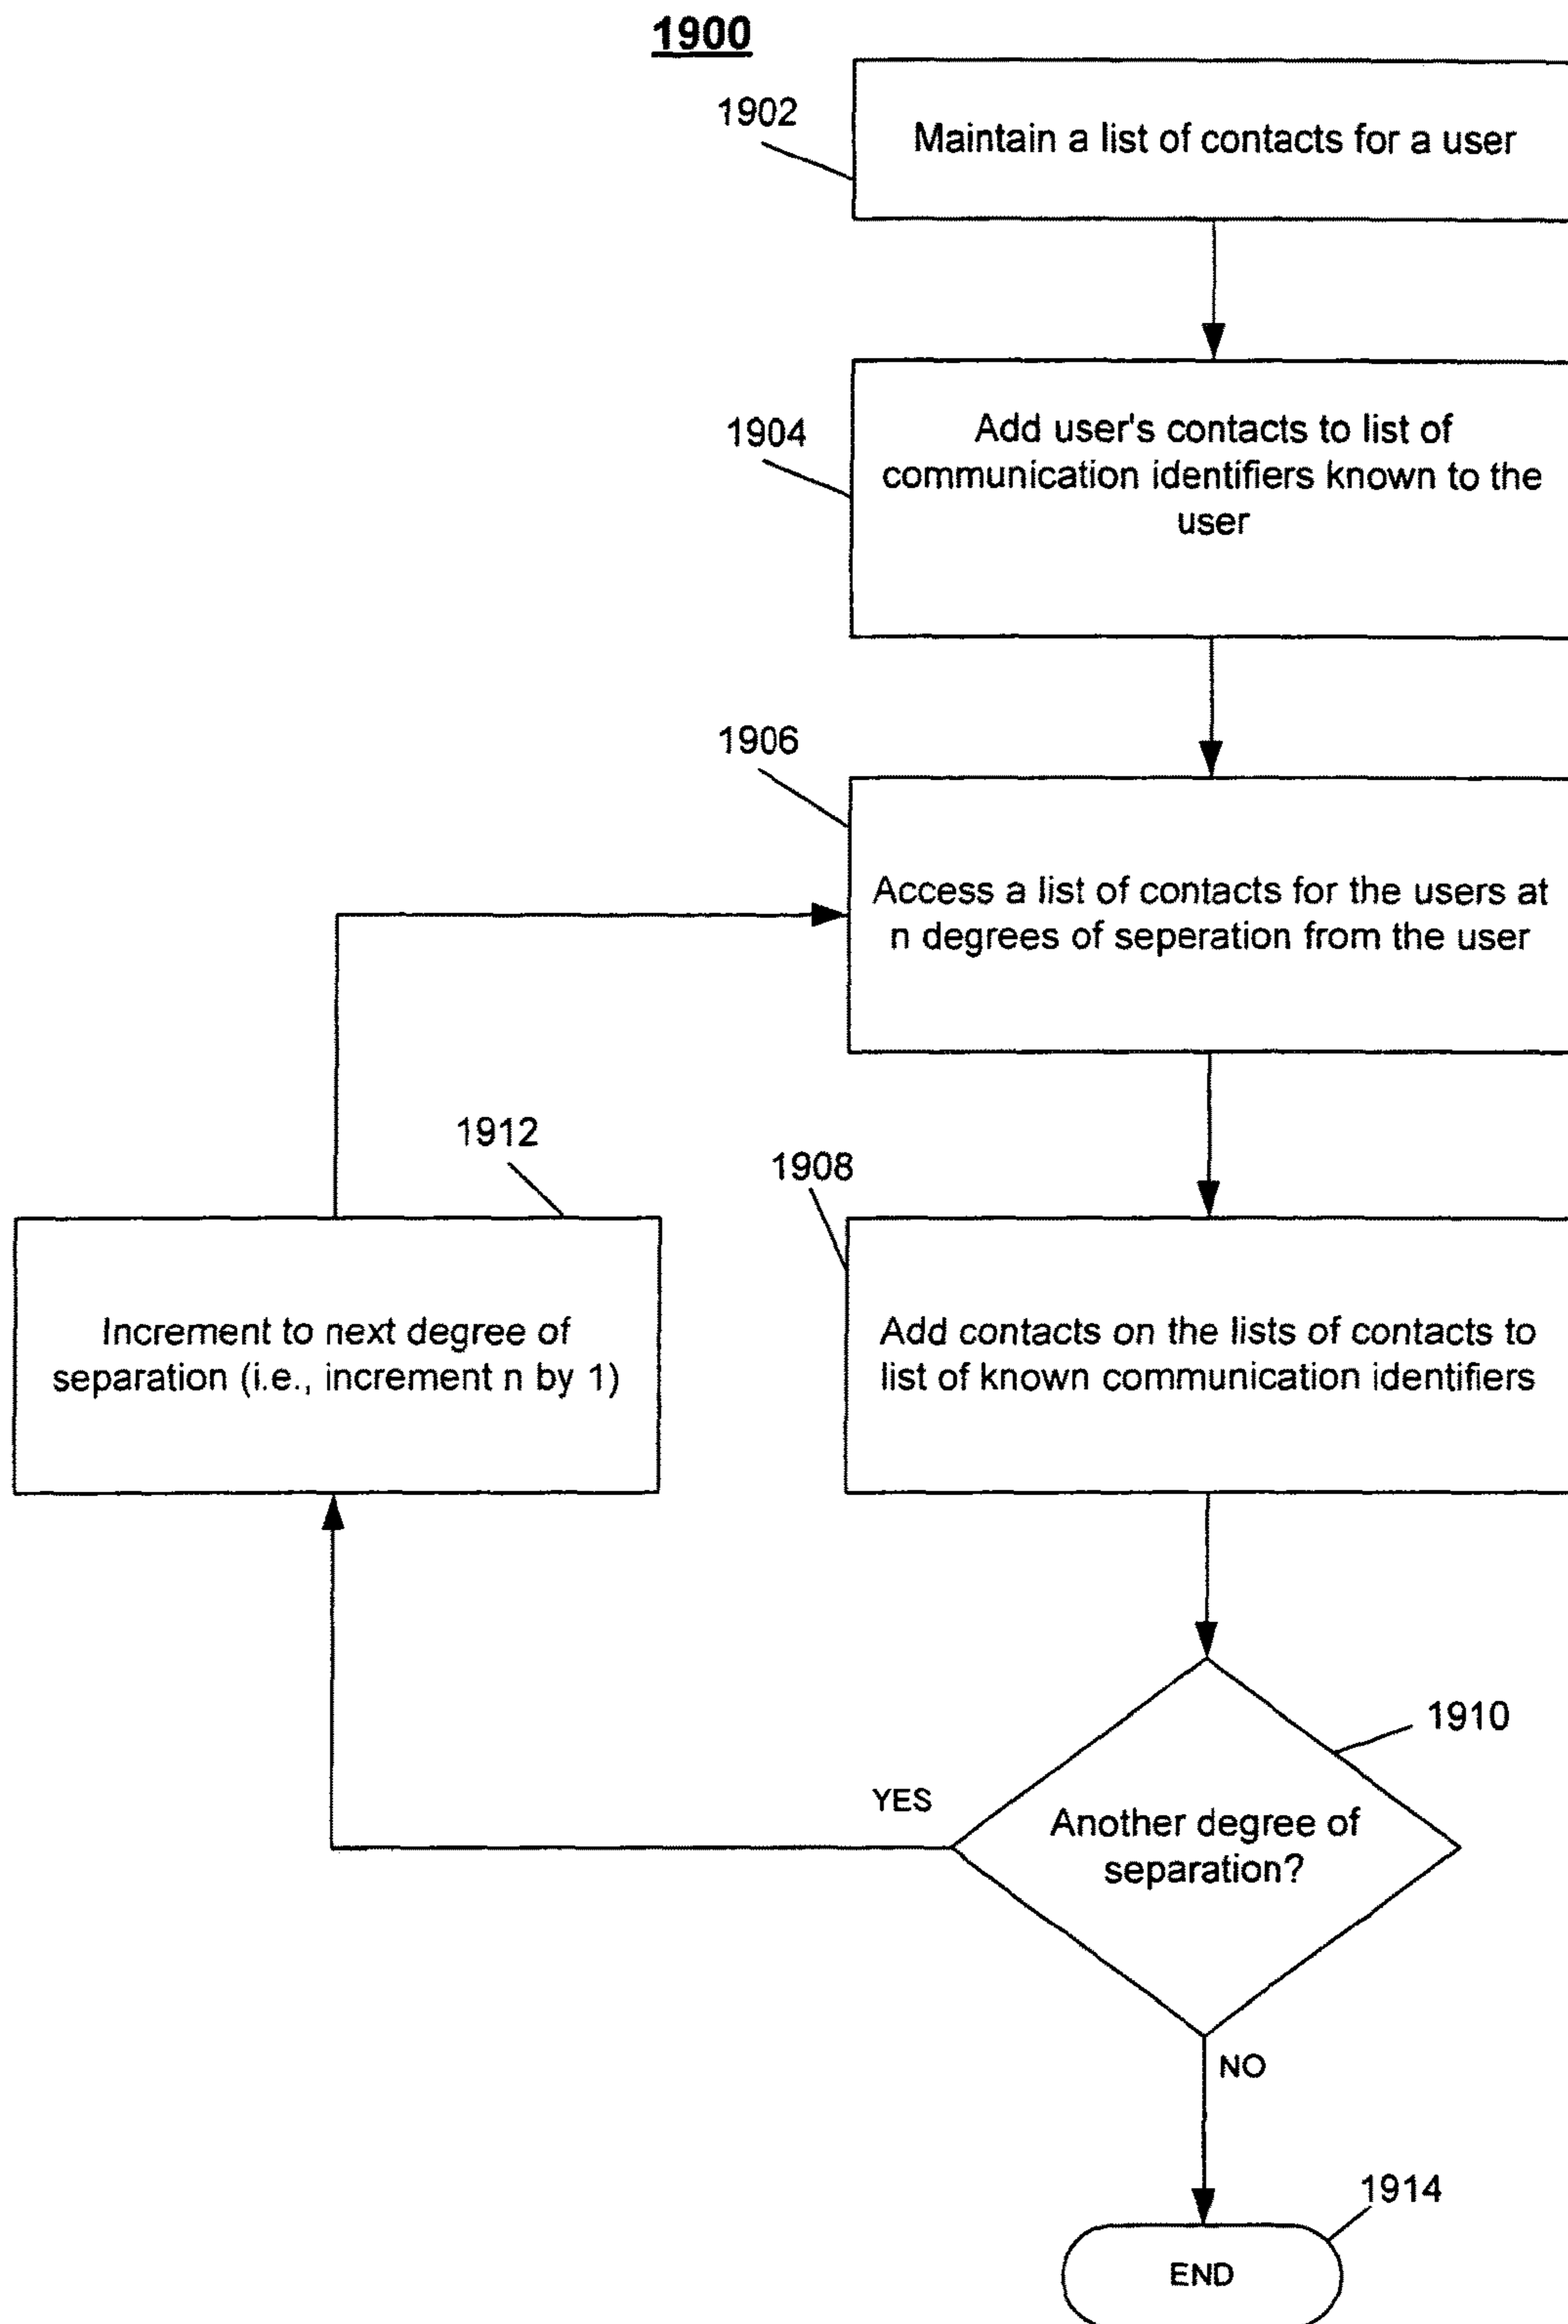 1900
1902
Maintain a list of contacts for a user
1904
Add user's contacts to list of
communication identifiers known to the
user
1906
Access a list of contacts for the users at
n degrees of seperation from the user
1912
1908
Increment to next degree of
separation (i.e., increment n by 1)
Add contacts on the lists of contacts to
list of known communication identifiers
1910
YES
Another degree of
separation?
NO
1914
END